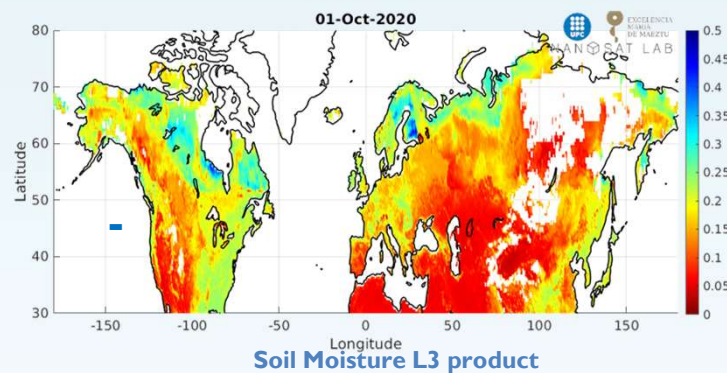 01-Oct-2020
UPC
EXCELÈNCIA
MARIA
DE MAEZTU
NANOSAT LAB
80
70
60
50
40
30
Latitude
-150
-100
-50
0
50
100
150
Longitude
0.5
0.45
0.4
0.35
0.3
0.25
0.2
0.15
0.1
0.05
0
Soil Moisture L3 product